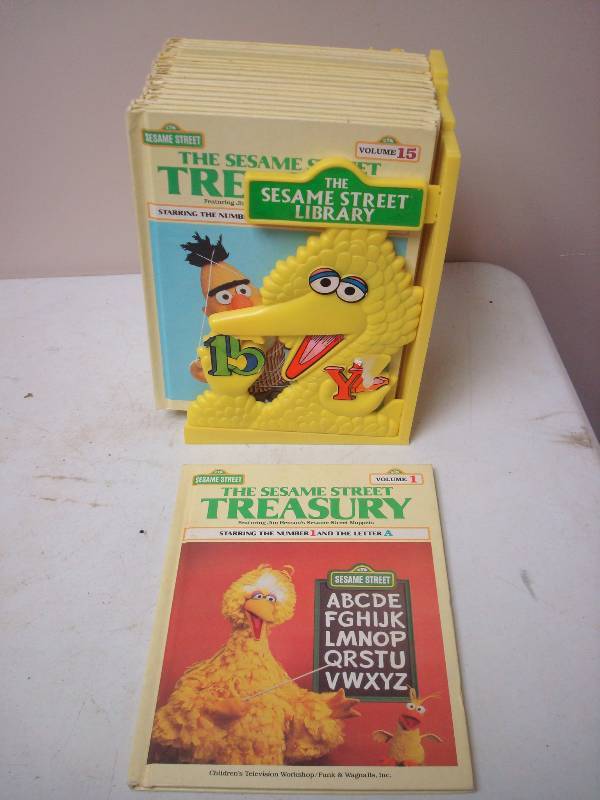 SESAME STREET
VOLUME 15
THE SESAME STREET
TRE
Featuring
STARRING THE NUMB
THE
SESAME STREET
LIBRARY
15
Y
SESAME STREET
VOLUME 1
THE SESAME STREET
TREASURY
Featuring Jim Henson's Sesame Street Muppets
STARRING THE NUMBER 1 AND THE LETTER A
SESAME STREET
ABCDE
FGHIJK
LMNOP
QRSTU
VWXYZ
Children's Television Workshop/Funk & Wagnalls, Inc.